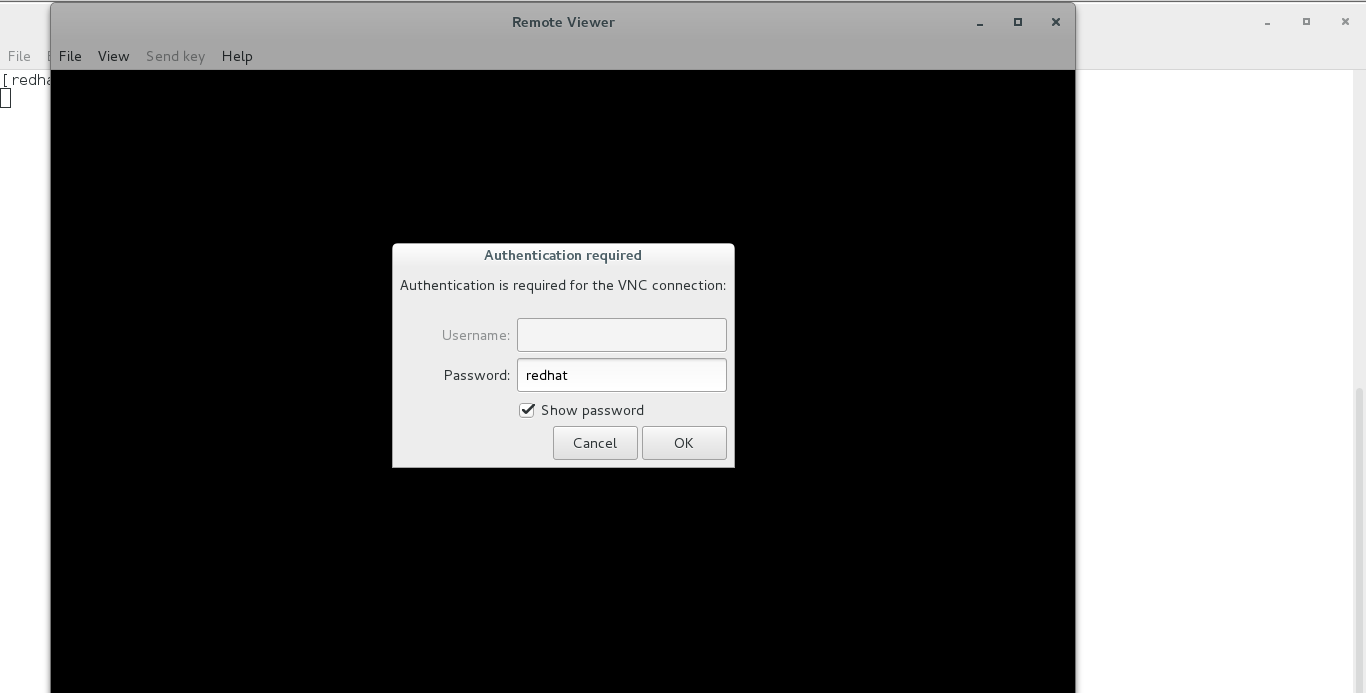 Remote Viewer
File
File View Send key Help
[ redha
Authentication required
Authentication is required for the VNC connection:
Username:
Password: redhat
Show password
Cancel OK